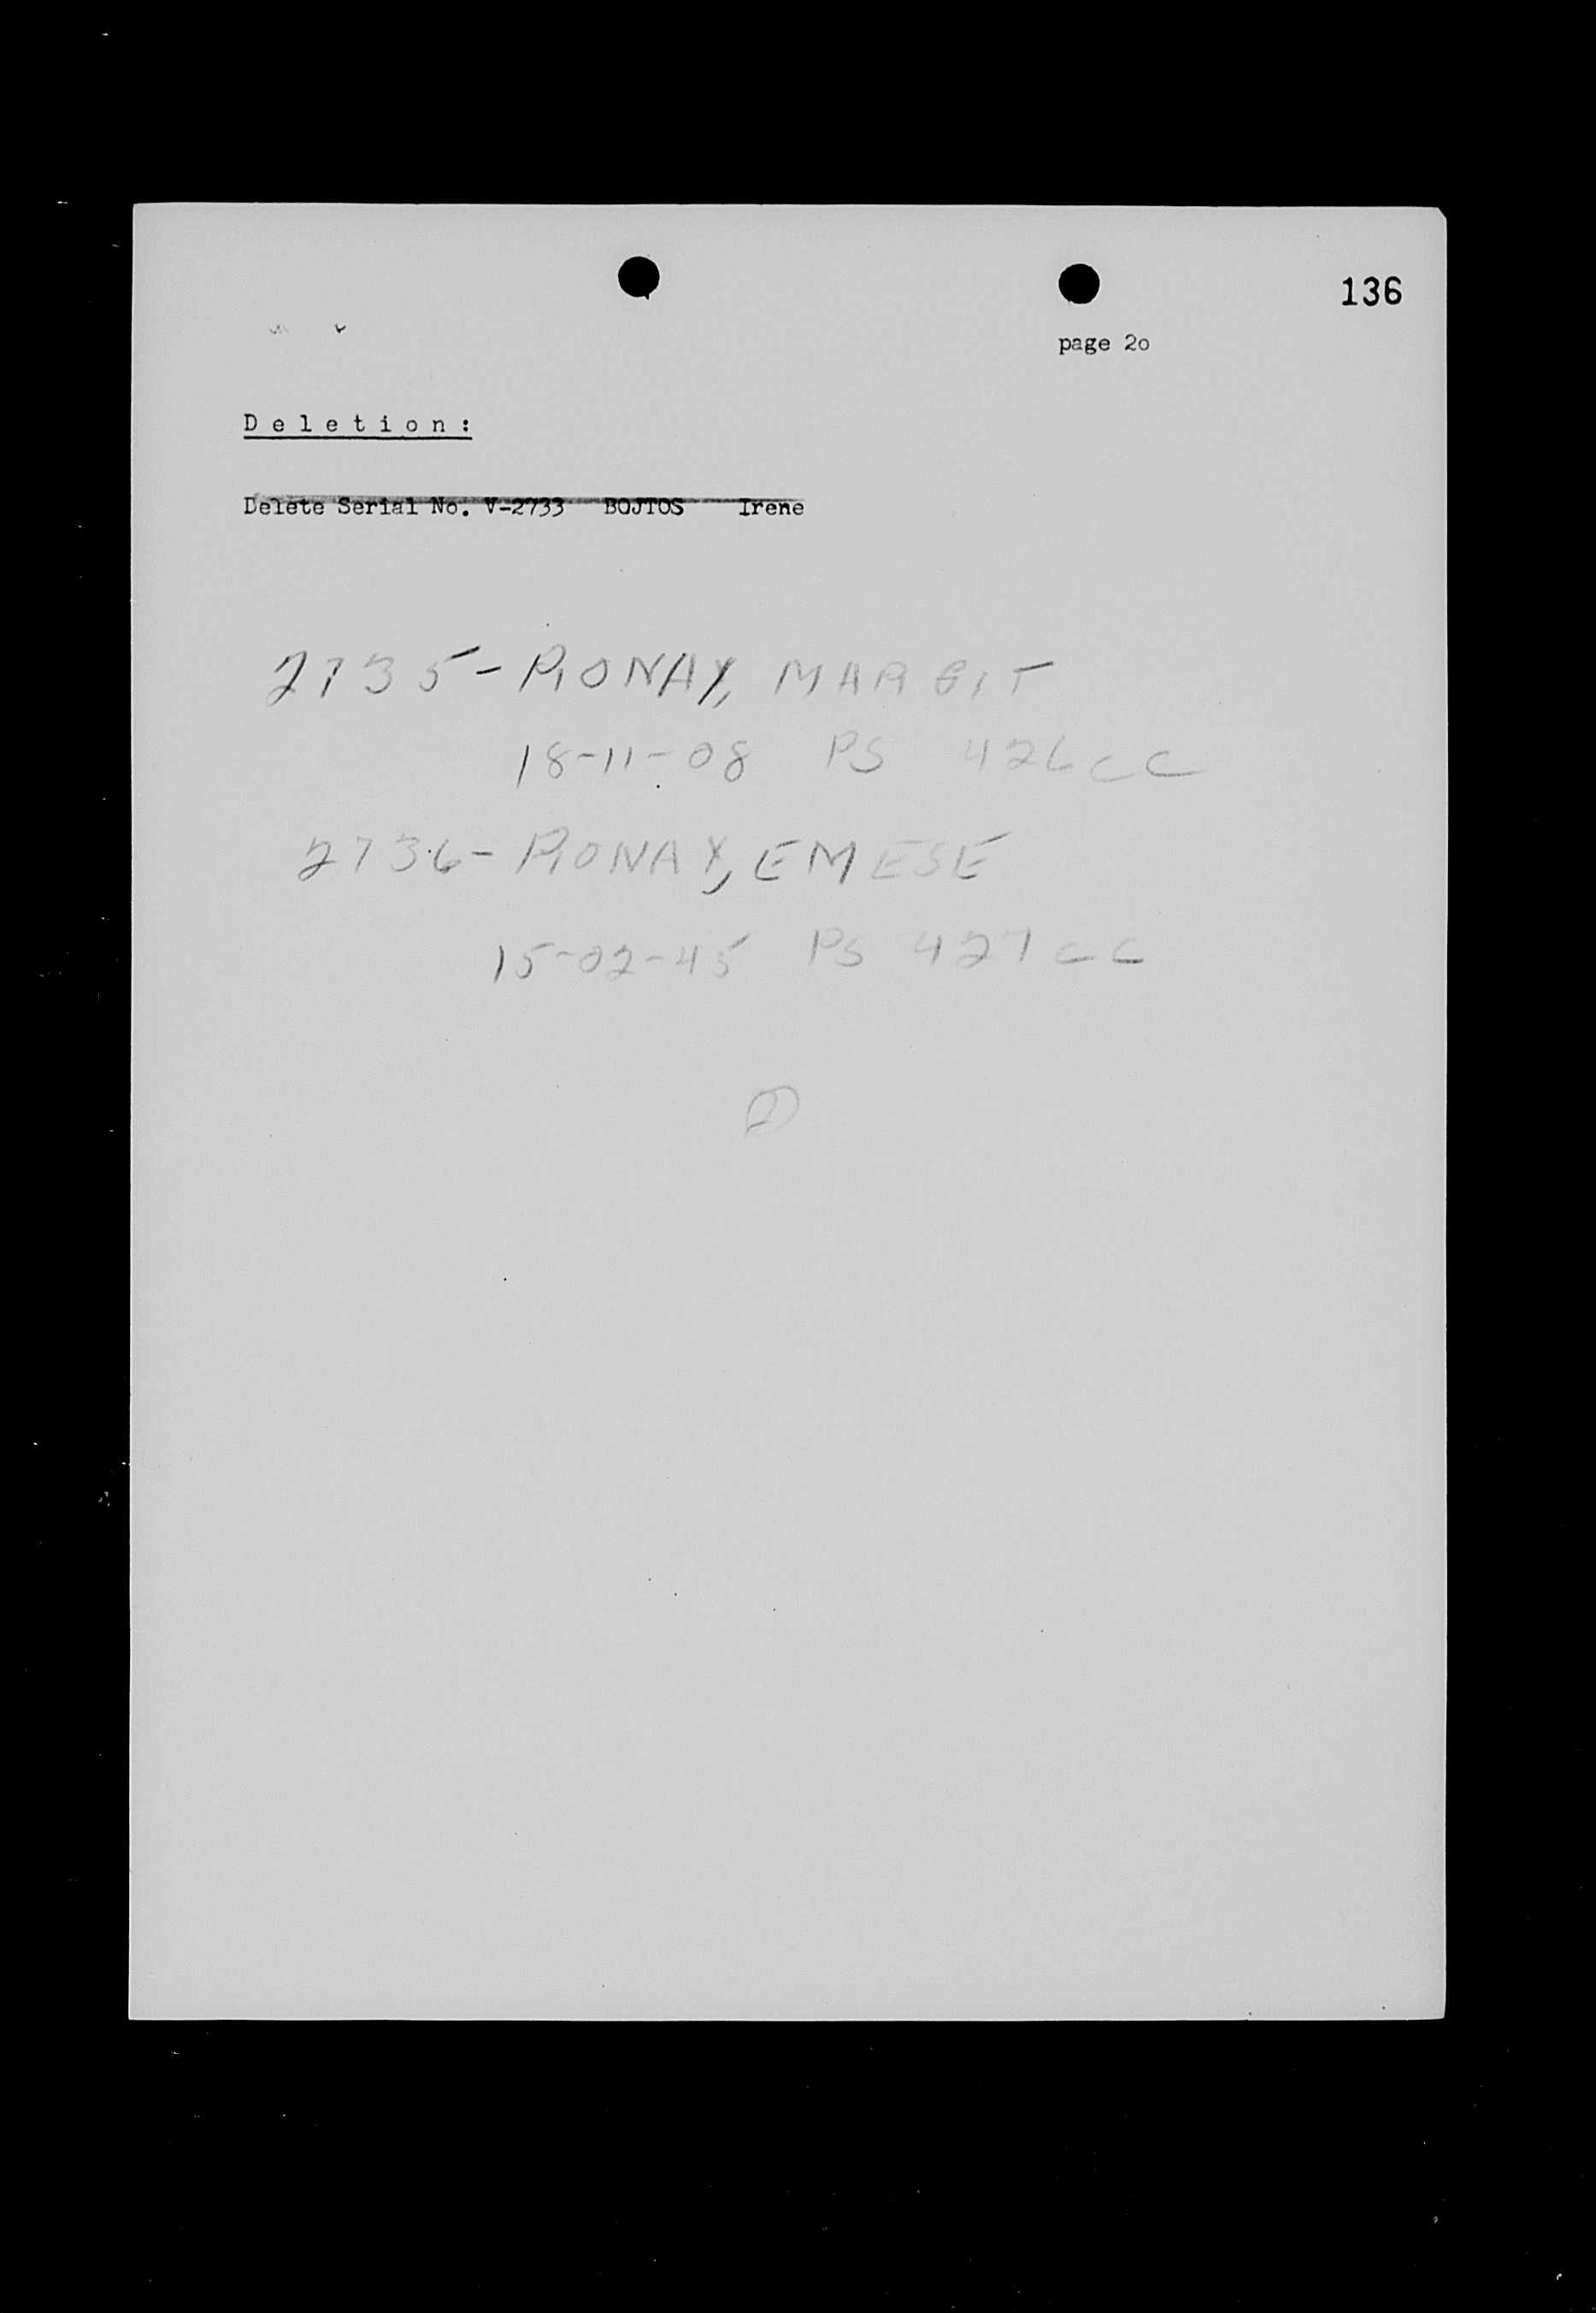 136
page 2o
D e l e t i o n :
Delete Serial No. V-2733 BOJTOS Irene
2735 - RONAY, MARGIT
18-11-08 PS 426CC
2736 - RONAY, EMESE
15-02-45 PS 427CC